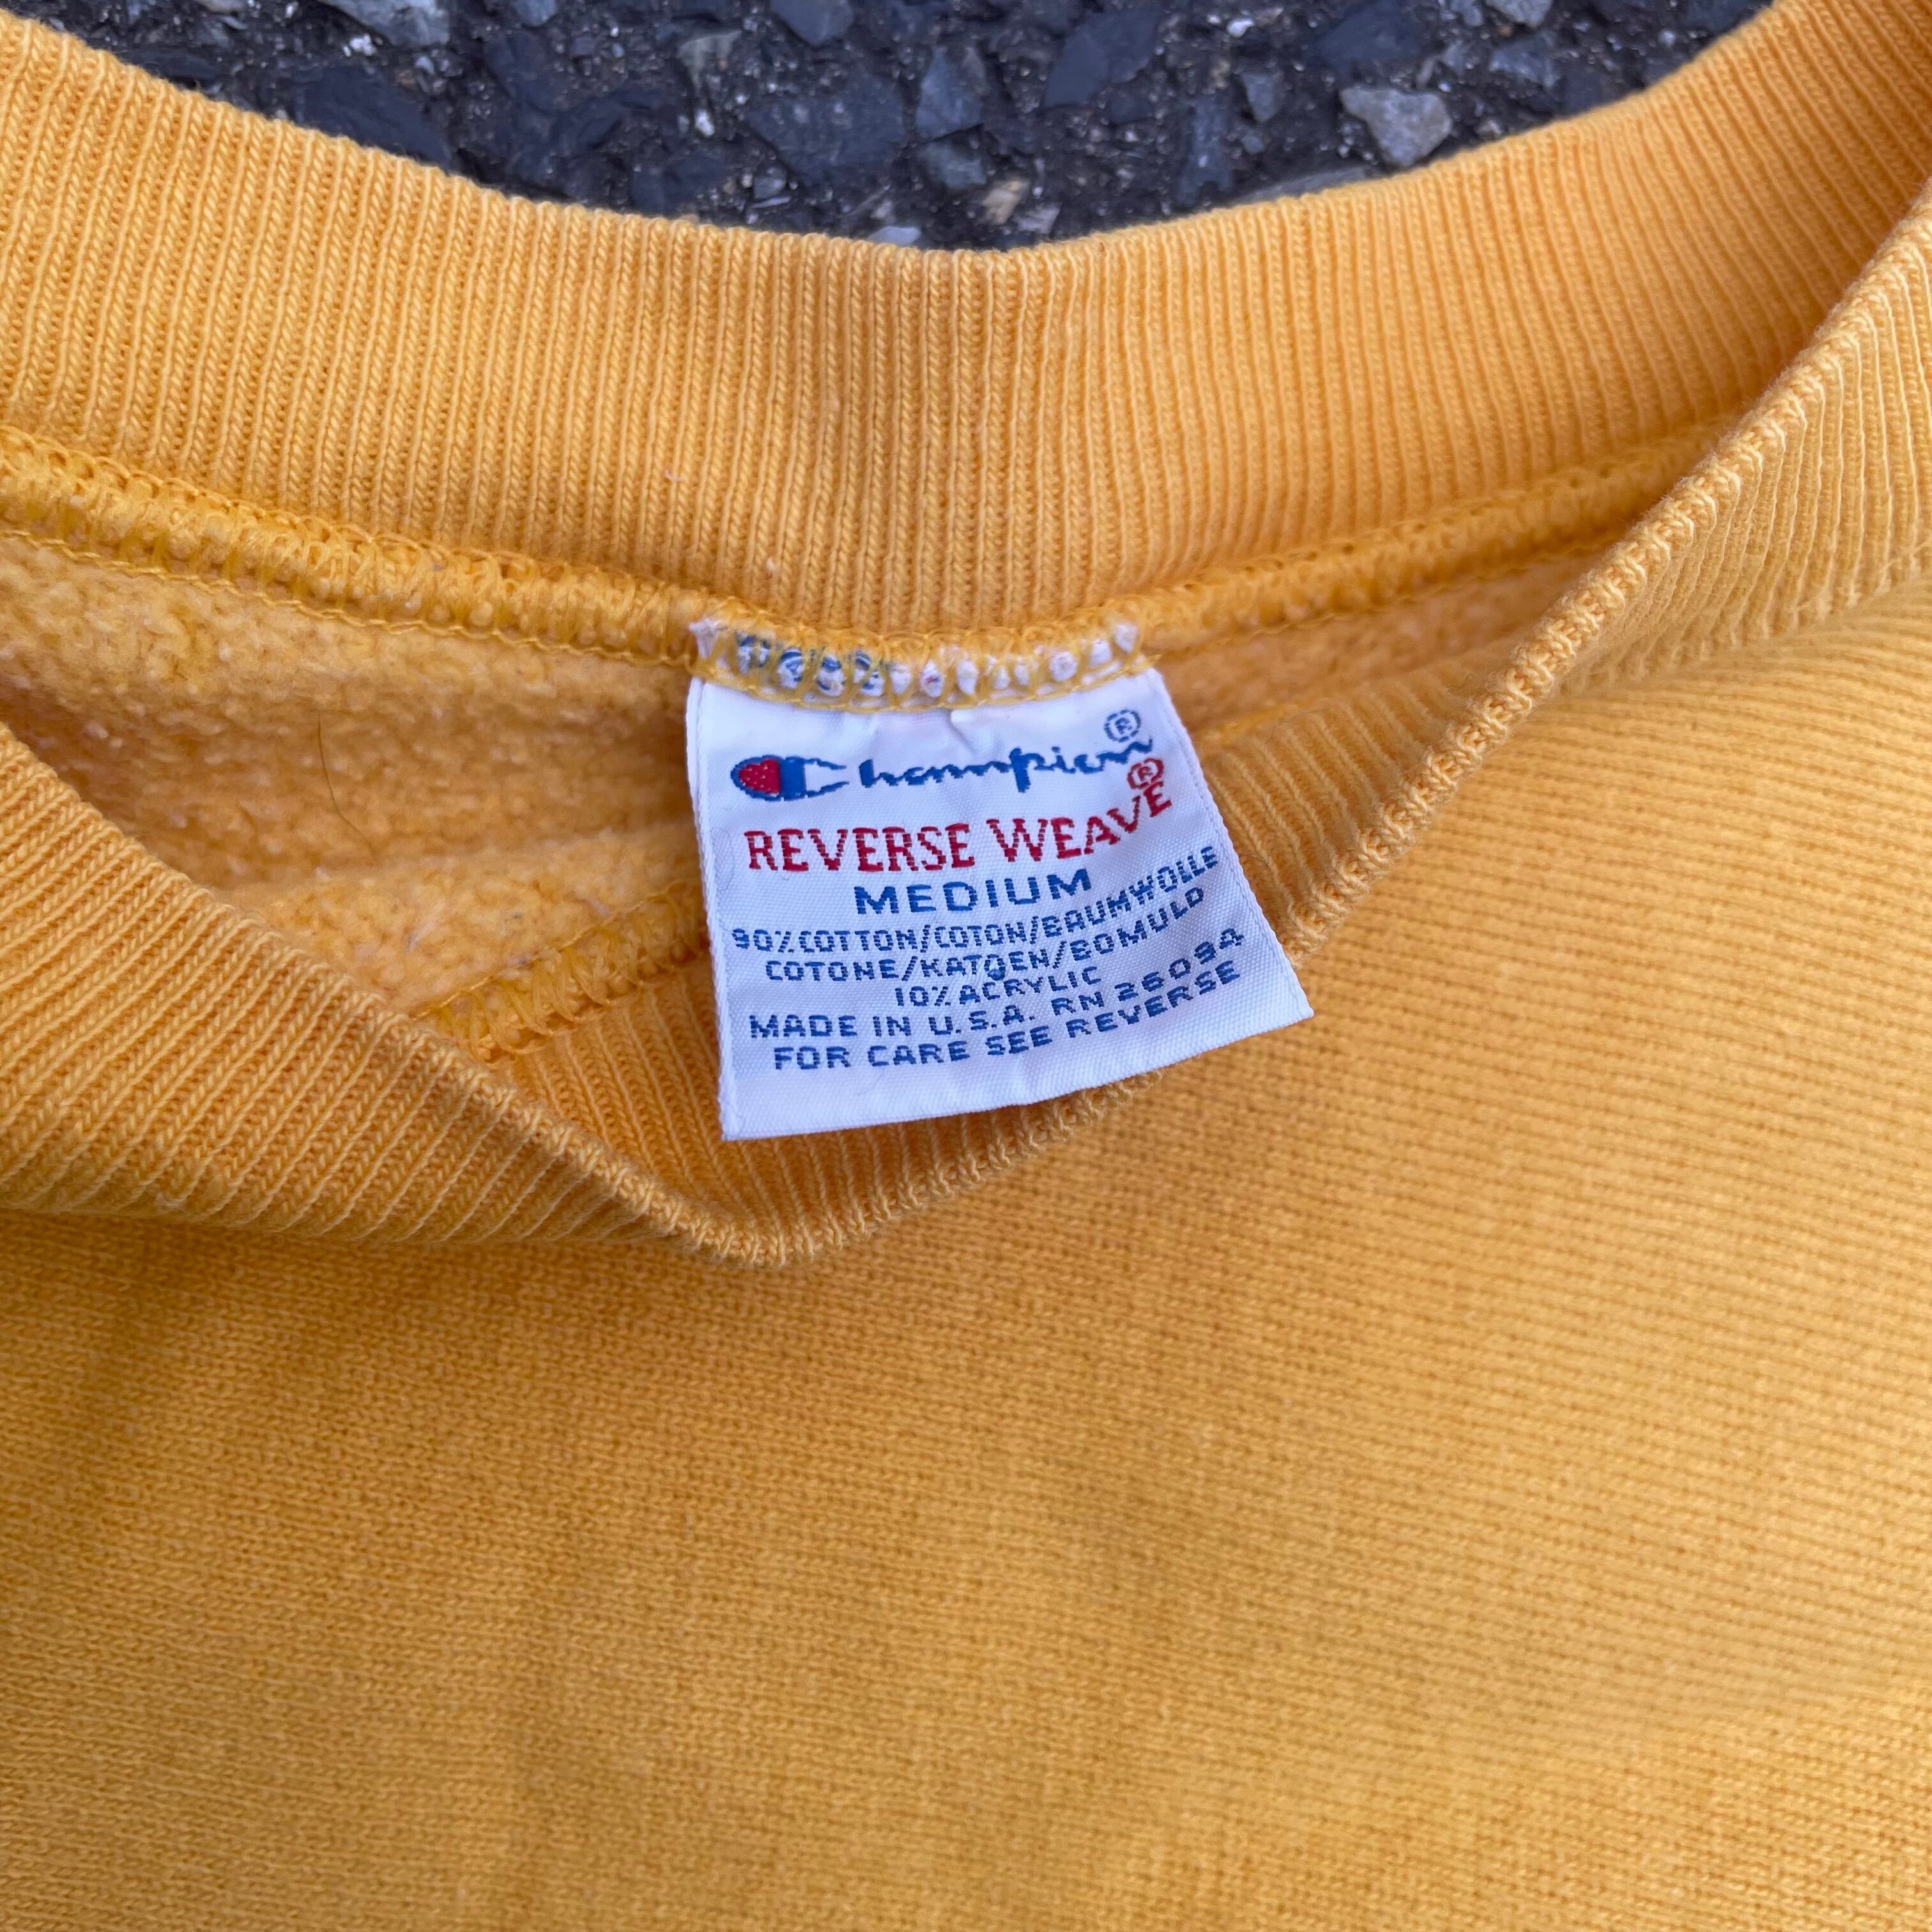 Champion®
REVERSE WEAVE®
MEDIUM
90% COTTON/COTON/BAUMWOLLE
COTONE/KATOEN/BOMULD
10% ACRYLIC
MADE IN U.S.A. RN 26094
FOR CARE SEE REVERSE